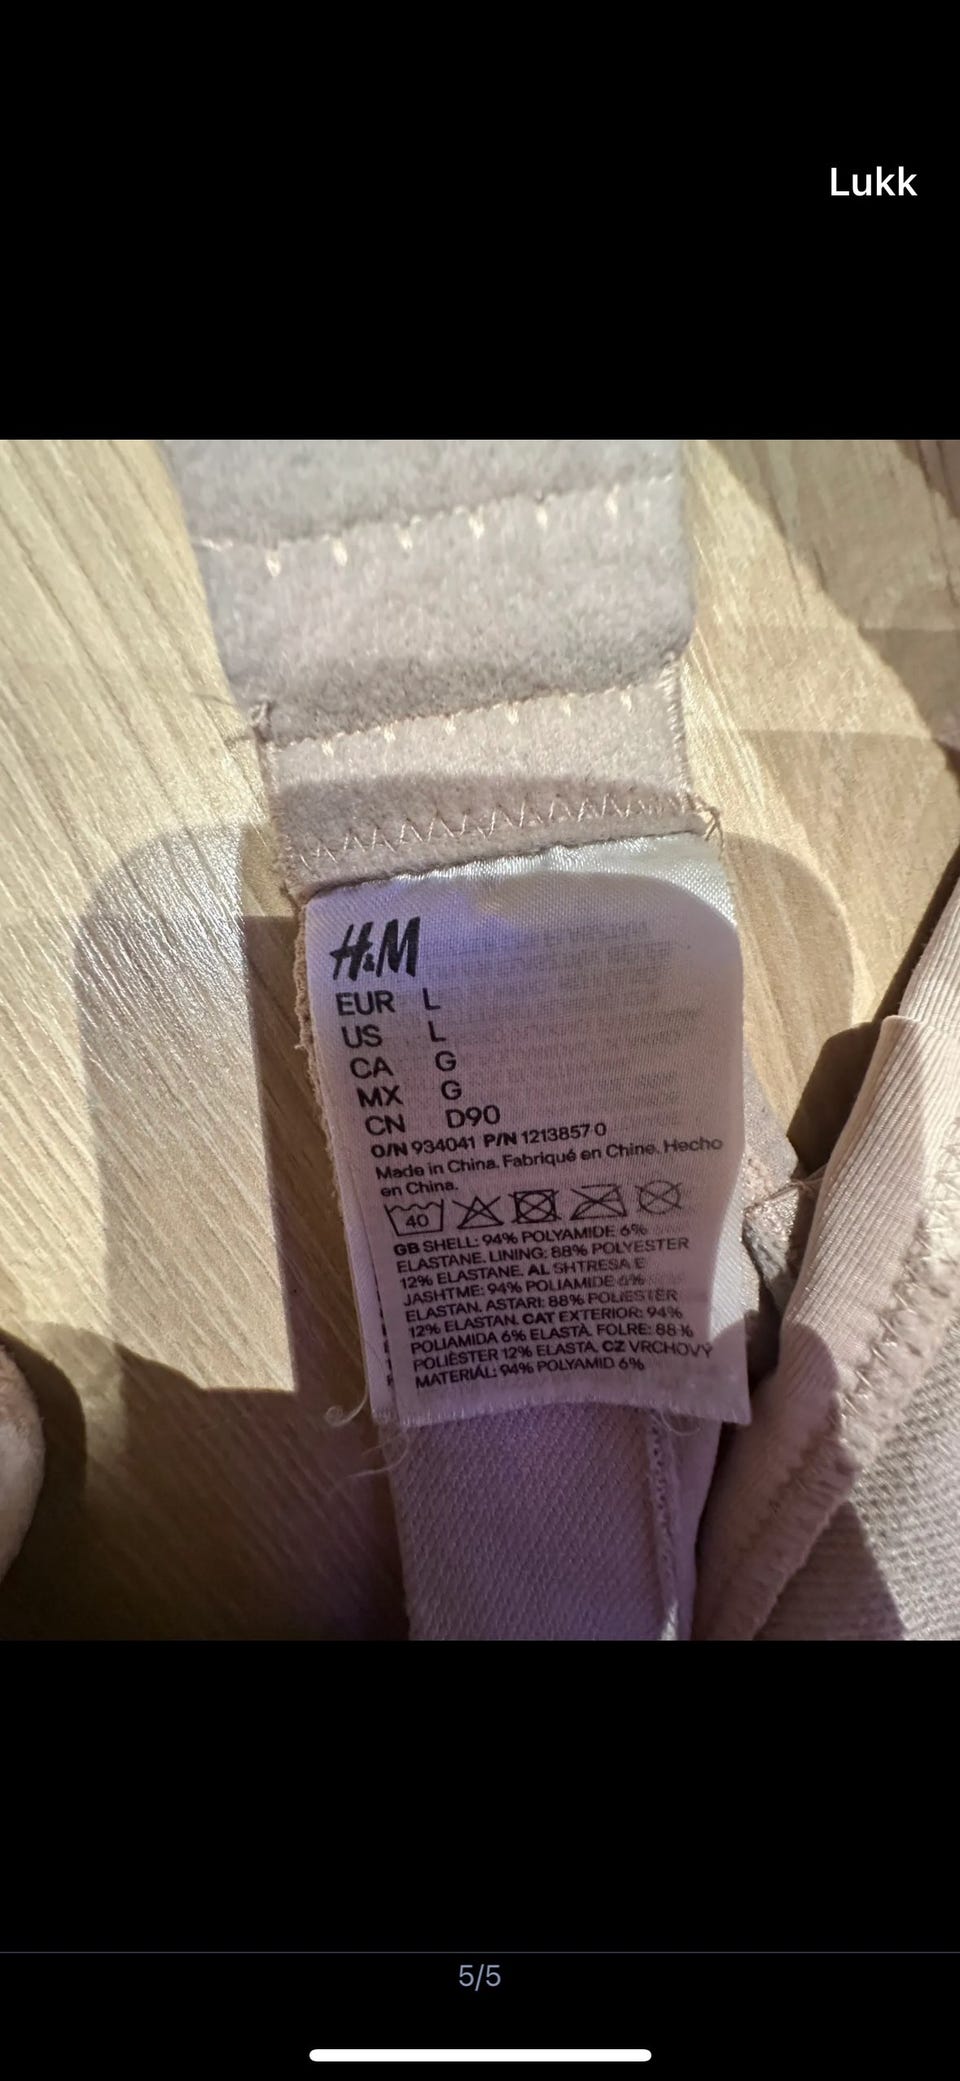 Lukk
H&M
EUR L
US L
CA G
MX G
CN D90
O/N 934041 P/N 1213857 0
Made in China. Fabriqué en Chine. Hecho
en China.
40
GB SHELL: 94% POLYAMIDE 6%
ELASTANE. LINING: 88% POLYESTER
12% ELASTANE. AL SHTRESA E
JASHTME: 94% POLIAMIDE 6%
ELASTAN. ASTARI: 88% POLIESTER
12% ELASTAN. CAT EXTERIOR: 94%
POLIAMIDA 6% ELASTÀ. FOLRE: 88%
POLIÈSTER 12% ELASTÀ. CZ VRCHOVÝ
MATERIÁL: 94% POLYAMID 6%
5/5